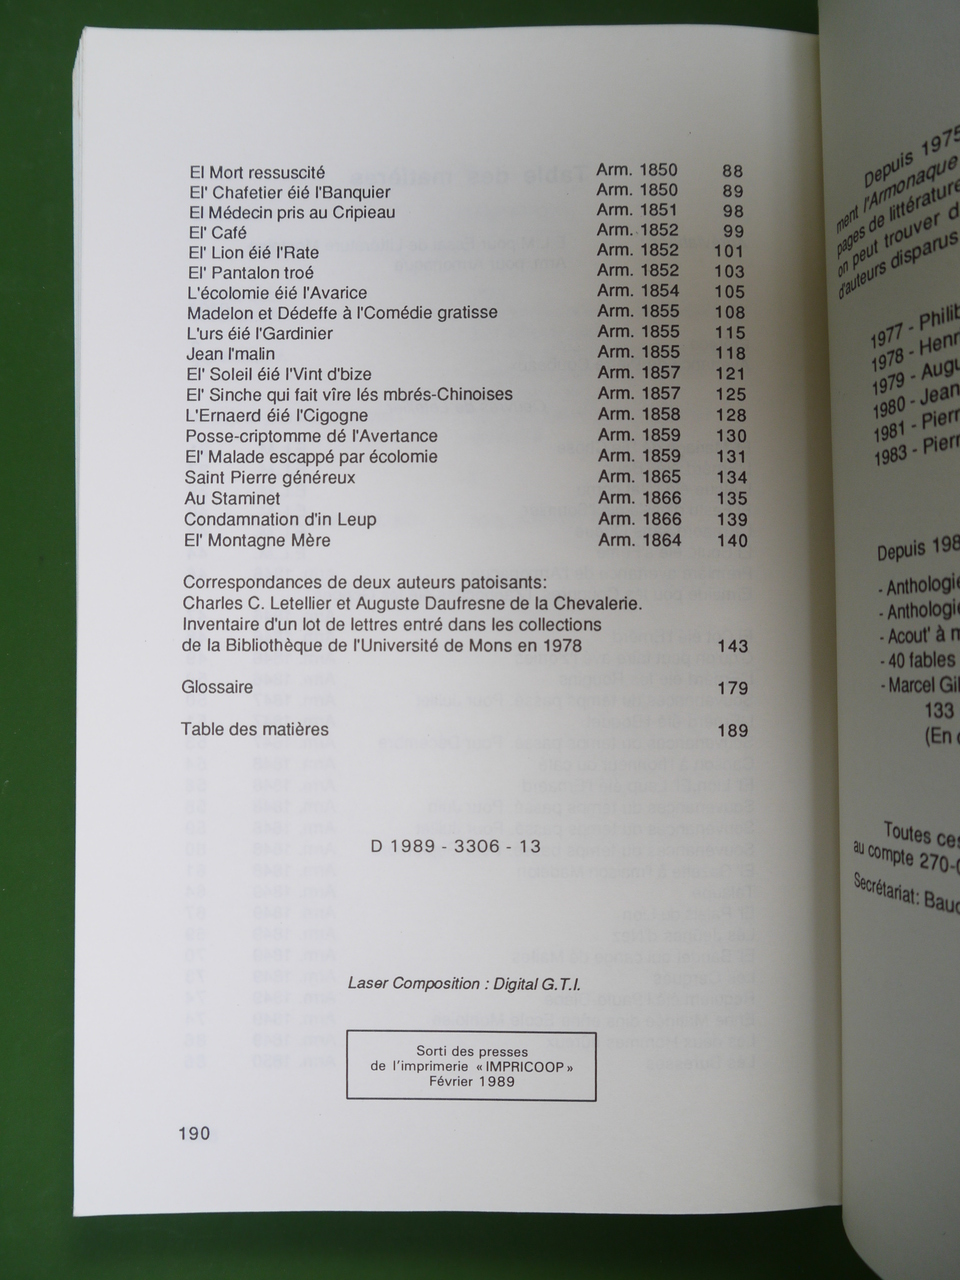 El Mort ressuscité Arm. 1850 88
El' Chafetier éié l'Banquier Arm. 1850 89
El Médecin pris au Cripieau Arm. 1851 98
El' Café Arm. 1852 99
El' Lion éié l'Rate Arm. 1852 101
El' Pantalon troé Arm. 1852 103
L'écolomie éié l'Avarice Arm. 1854 105
Madelon et Dédeffe à l'Comédie gratisse Arm. 1855 108
L'urs éié l'Gardinier Arm. 1855 115
Jean l'malin Arm. 1855 118
El' Soleil éié l'Vint d'bize Arm. 1857 121
El' Sinche qui fait vîre lés mbrés-Chinoises Arm. 1857 125
L'Ernaerd éié l'Cigogne Arm. 1858 128
Posse-criptomme dé l'Avertance Arm. 1859 130
El' Malade escappé par écolomie Arm. 1859 131
Saint Pierre généreux Arm. 1865 134
Au Staminet Arm. 1866 135
Condamnation d'in Leup Arm. 1866 139
El' Montagne Mère Arm. 1864 140
Correspondances de deux auteurs patoisants:
Charles C. Letellier et Auguste Daufresne de la Chevalerie.
Inventaire d'un lot de lettres entré dans les collections
de la Bibliothèque de l'Université de Mons en 1978 143
Glossaire 179
Table des matières 189
D 1989 - 3306 - 13
Laser Composition : Digital G.T.I.
Sorti des presses
de l'imprimerie « IMPRICOOP »
Février 1989
190
Depuis 1975
ment l'Armonaque
pages de littérature
on peut trouver d
d'auteurs disparus
1977 - Philib
1978 - Henr
1979 - Augu
1980 - Jean
1981 - Pierr
1983 - Pierr
Depuis 198
- Anthologie
- Anthologie
- Acout' à n
- 40 fables
- Marcel Gil
133
(En
Toutes ces
au compte 270-
Secrétariat: Baud